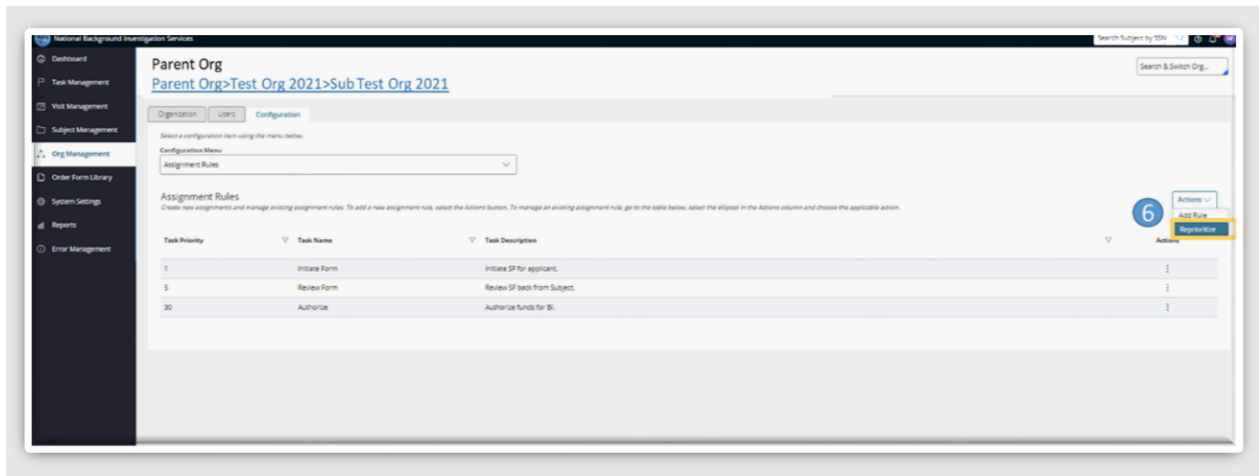 National Background Investigation Services
Search Subject by SSN
Dashboard
Task Management
Visit Management
Subject Management
Org Management
Order Form Library
System Settings
Reports
Error Management
Parent Org
Parent Org>Test Org 2021>Sub Test Org 2021
Search & Switch Org...
Organization Users Configuration
Select a configuration item using the menu below.
Configuration Menu
Assignment Rules
Assignment Rules
Create new assignments and manage existing assignment rules. To add a new assignment rule, select the Actions button. To manage an existing assignment rule, go to the table below, select the ellipse in the Actions column and choose the applicable action.
Actions
6
Add Rule
Reprioritize
Task Priority Task Name Task Description Actions
1 Initiate Form Initiate SF for applicant.
5 Review Form Review SF back from Subject.
30 Authorize Authorize funds for BI.